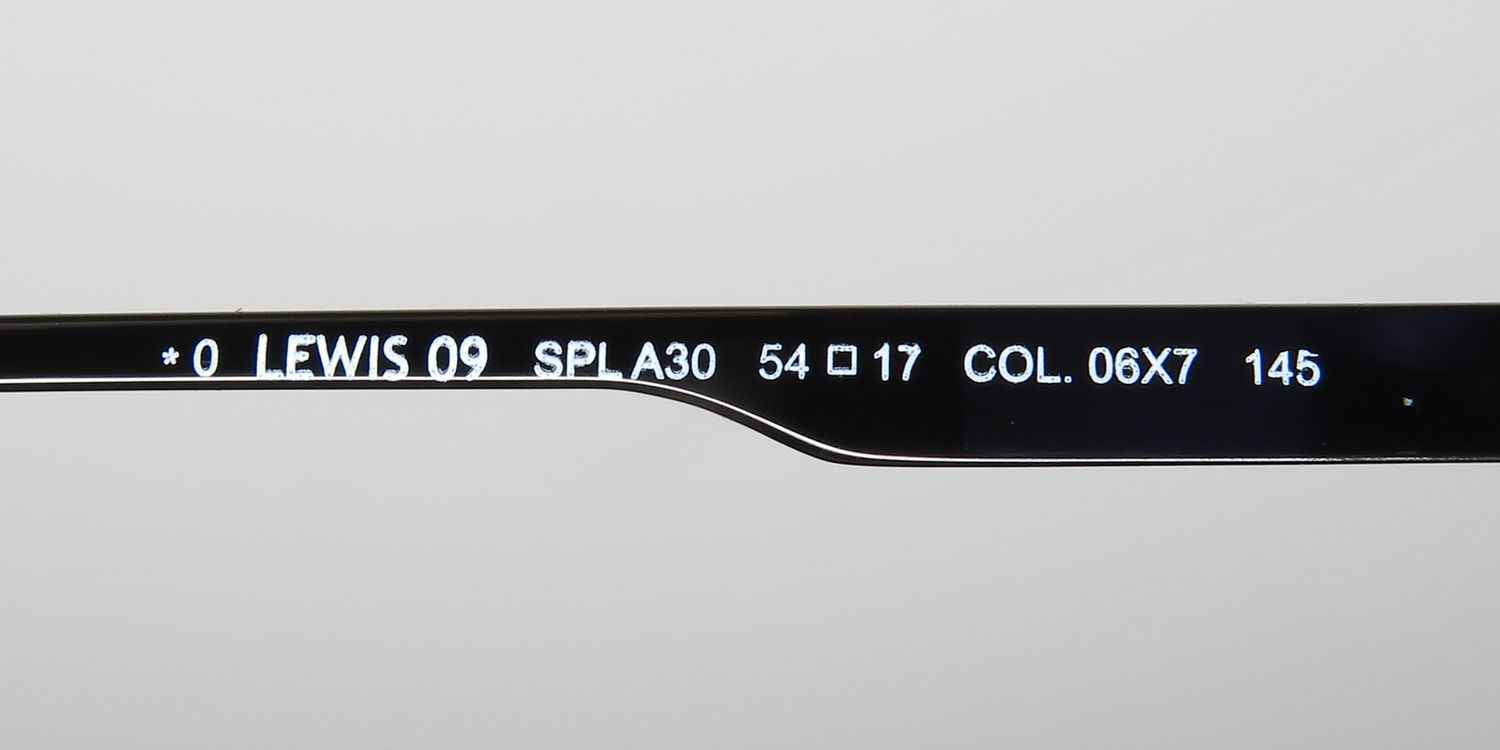 * 0 LEWIS 09 SPLA30 54 □ 17 COL. 06X7 145